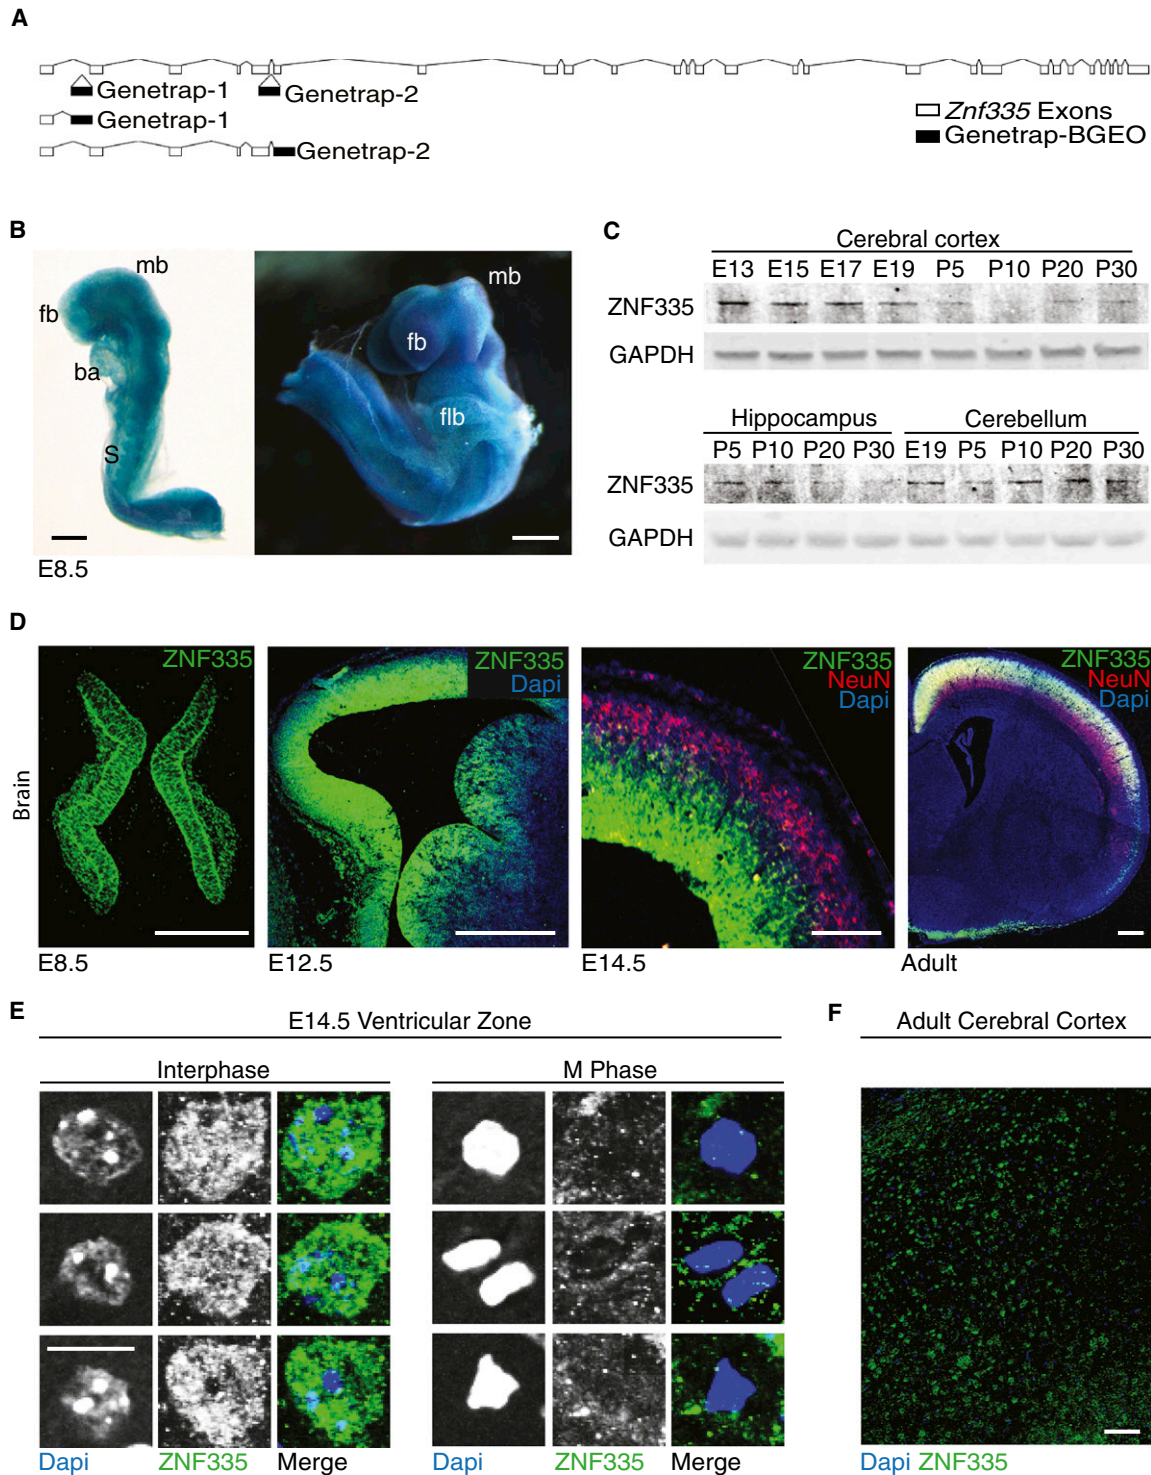 A
Genetrap-1
Genetrap-2
Genetrap-1
Genetrap-2
Znf335 Exons
Genetrap-BGEO
B
mb
fb
ba
S
mb
fb
flb
E8.5
C
Cerebral cortex
E13 E15 E17 E19 P5 P10 P20 P30
ZNF335
GAPDH
Hippocampus Cerebellum
P5 P10 P20 P30 E19 P5 P10 P20 P30
ZNF335
GAPDH
D
Brain
ZNF335
E8.5
ZNF335
Dapi
E12.5
ZNF335
NeuN
Dapi
E14.5
ZNF335
NeuN
Dapi
Adult
E
E14.5 Ventricular Zone
Interphase
M Phase
Dapi ZNF335 Merge
Dapi ZNF335 Merge
F
Adult Cerebral Cortex
Dapi ZNF335